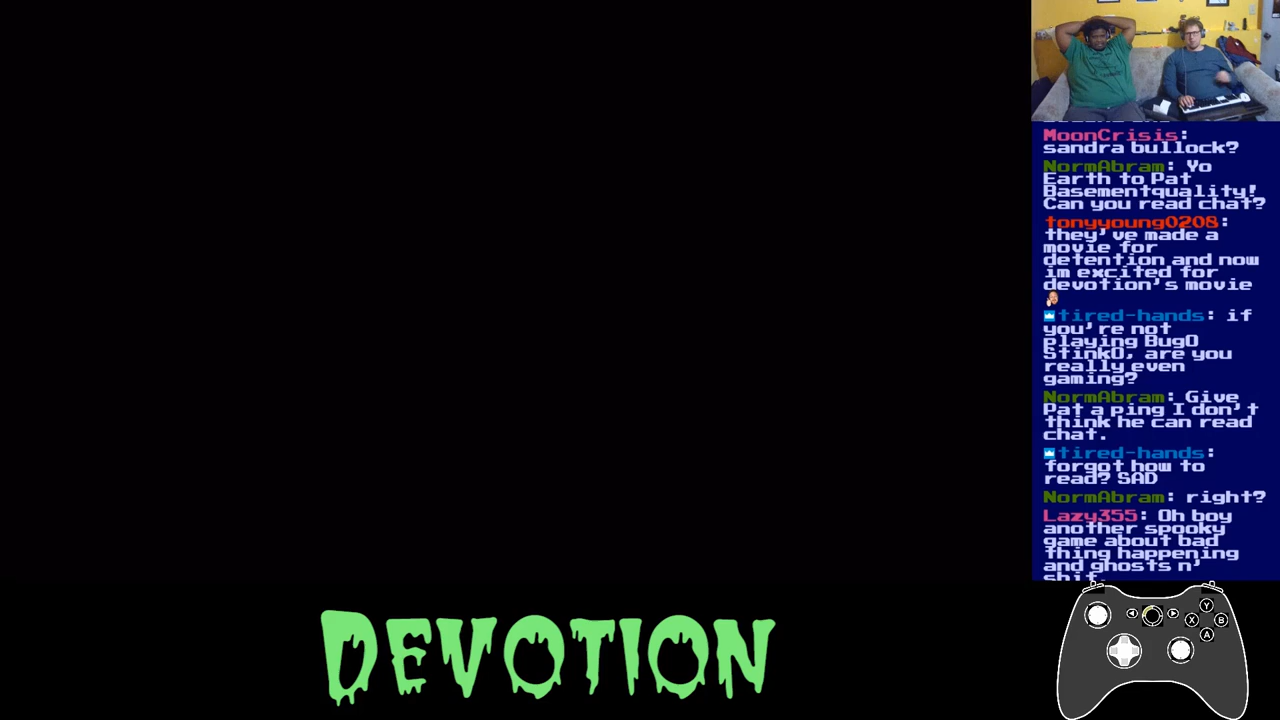 MoonCrisis:
sandra bullock?
NormAbram: Yo
Earth to Pat
Basementquality!
Can you read chat?
tonyyoung0208:
they've made a
movie for
detention and now
im excited for
devotion's movie
tired-hands: if
you're not
playing BugO
StinkO, are you
really even
gaming?
NormAbram: Give
Pat a ping I don't
think he can read
chat.
tired-hands:
forgot how to
read? SAD
NormAbram: right?
Lazy355: Oh boy
another spooky
game about bad
thing happening
and ghosts n'
shit.
DEVOTION
Y
X
B
A